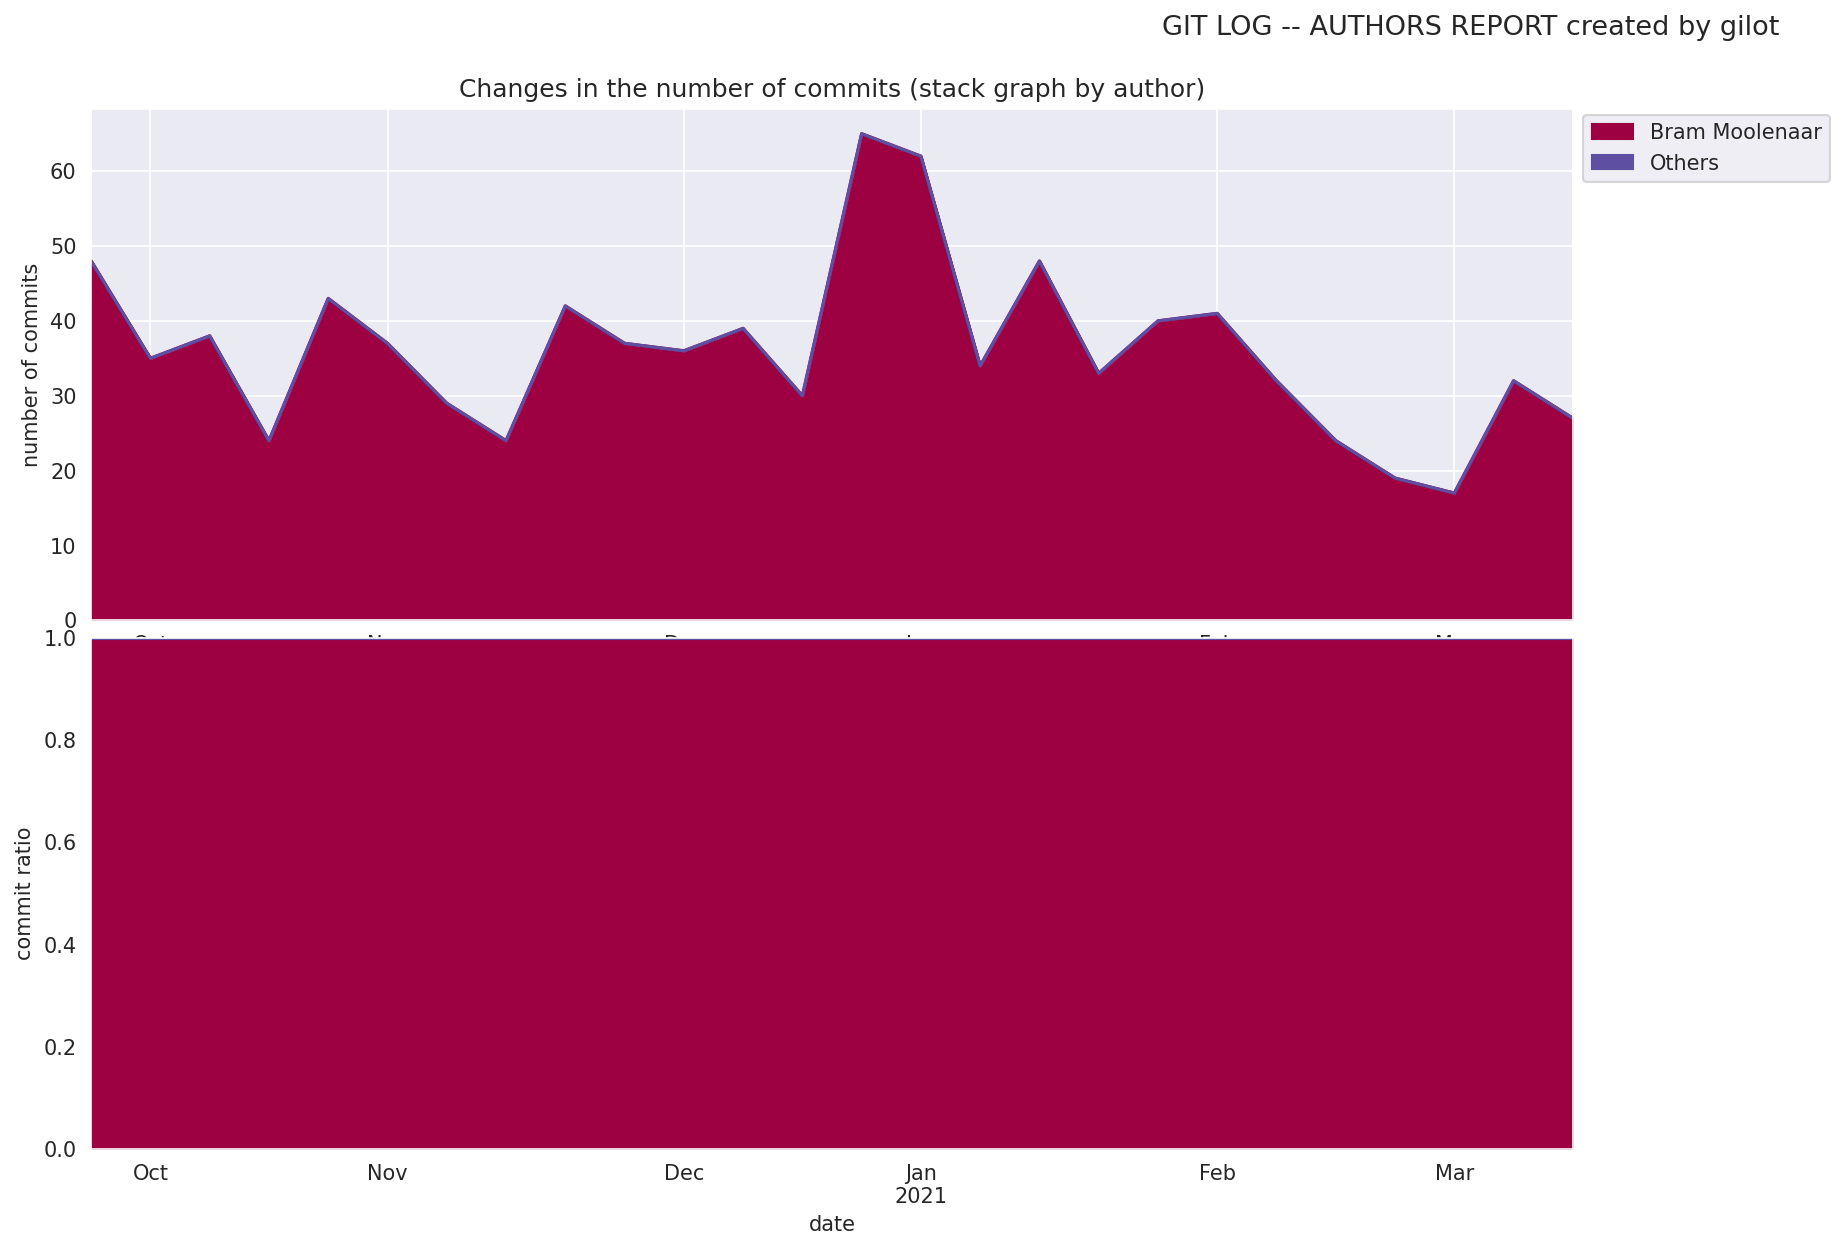 GIT LOG -- AUTHORS REPORT created by gilot
Changes in the number of commits (stack graph by author)
Bram Moolenaar
Others
number of commits
60
50
40
30
20
10
0
commit ratio
1.0
0.8
0.6
0.4
0.2
0.0
Oct Nov Dec Jan Feb Mar
2021
date